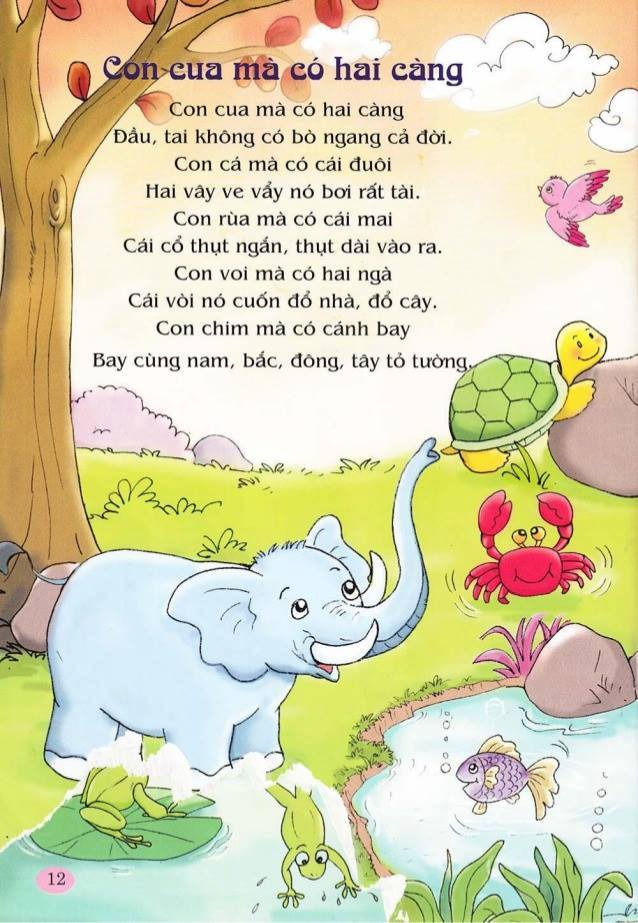 Con cua mà có hai càng
Con cua mà có hai càng
Đầu, tai không có bò ngang cả đời.
Con cá mà có cái đuôi
Hai vây ve vẩy nó bơi rất tài.
Con rùa mà có cái mai
Cái cổ thụt ngắn, thụt dài vào ra.
Con voi mà có hai ngà
Cái vòi nó cuốn đổ nhà, đổ cây.
Con chim mà có cánh bay
Bay cùng nam, bắc, đông, tây tỏ tường.
12